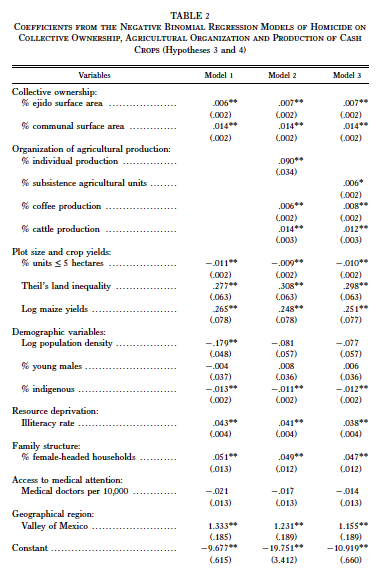 TABLE 2
Coefficients from the Negative Binomial Regression Models of Homicide on
Collective Ownership, Agricultural Organization and Production of Cash
Crops (Hypotheses 3 and 4)
Variables Model 1 Model 2 Model 3
Collective ownership:
% ejido surface area .................... .006** .007** .007**
(.002) (.002) (.002)
% communal surface area ............... .014** .014** .014**
(.002) (.002) (.002)
Organization of agricultural production:
% individual production ................ .090**
(.034)
% subsistence agricultural units ........ .006*
(.002)
% coffee production ..................... .006** .008**
(.002) (.002)
% cattle production ..................... .014** .012**
(.003) (.003)
Plot size and crop yields:
% units ≤ 5 hectares .................... −.011** −.009** −.010**
(.002) (.002) (.002)
Theil's land inequality .................. .277** .308** .298**
(.063) (.063) (.063)
Log maize yields ........................ .265** .248** .251**
(.078) (.078) (.077)
Demographic variables:
Log population density .................. −.179** −.081 −.077
(.048) (.057) (.057)
% young males ........................... −.004 .008 .006
(.037) (.036) (.036)
% indigenous ............................ −.013** −.011** −.012**
(.002) (.002) (.002)
Resource deprivation:
Illiteracy rate ........................... .043** .041** .038**
(.004) (.004) (.004)
Family structure:
% female-headed households ........... .051** .049** .047**
(.013) (.012) (.012)
Access to medical attention:
Medical doctors per 10,000 ............. −.021 −.017 −.014
(.013) (.013) (.013)
Geographical region:
Valley of Mexico ........................ 1.333** 1.231** 1.155**
(.185) (.189) (.189)
Constant ................................... −9.677** −19.751** −10.919**
(.615) (3.412) (.660)